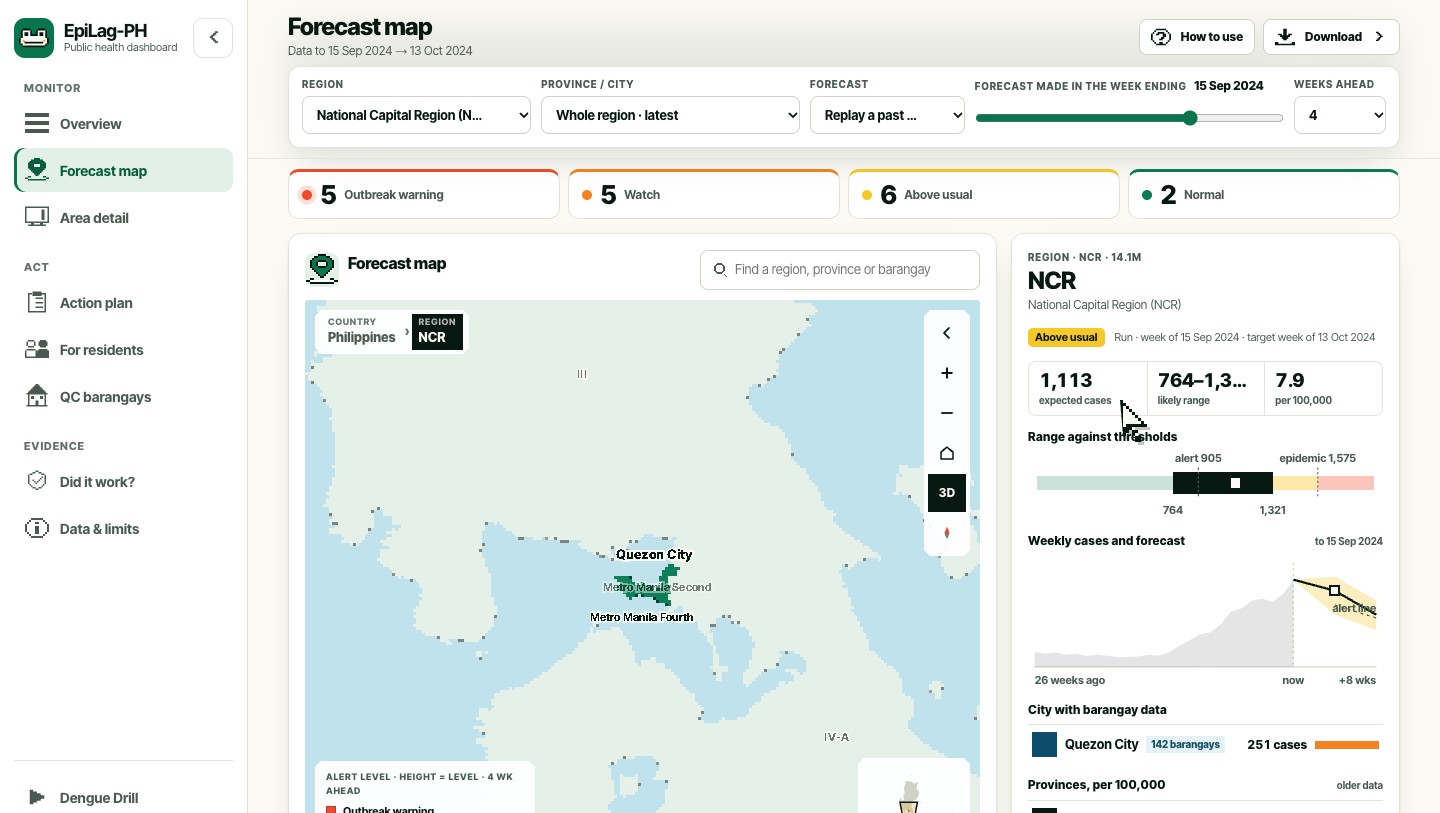 EpiLag-PH
Public health dashboard
MONITOR
Overview
Forecast map
Area detail
ACT
Action plan
For residents
QC barangays
EVIDENCE
Did it work?
Data & limits
Dengue Drill
Forecast map
Data to 15 Sep 2024 → 13 Oct 2024
How to use
Download
REGION
National Capital Region (N...
PROVINCE / CITY
Whole region · latest
FORECAST
Replay a past ...
FORECAST MADE IN THE WEEK ENDING 15 Sep 2024
WEEKS AHEAD
4
5 Outbreak warning
5 Watch
6 Above usual
2 Normal
Forecast map
Find a region, province or barangay
COUNTRY
Philippines
›
REGION
NCR
III
3D
Quezon City
Metro Manila Second
Metro Manila Fourth
IV-A
ALERT LEVEL · HEIGHT = LEVEL · 4 WK
AHEAD
Outbreak warning
REGION · NCR · 14.1M
NCR
National Capital Region (NCR)
Above usual
Run · week of 15 Sep 2024 · target week of 13 Oct 2024
1,113
expected cases
764–1,3...
likely range
7.9
per 100,000
Range against thresholds
alert 905
epidemic 1,575
764
1,321
Weekly cases and forecast
to 15 Sep 2024
alert line
26 weeks ago
now
+8 wks
City with barangay data
Quezon City
142 barangays
251 cases
Provinces, per 100,000
older data